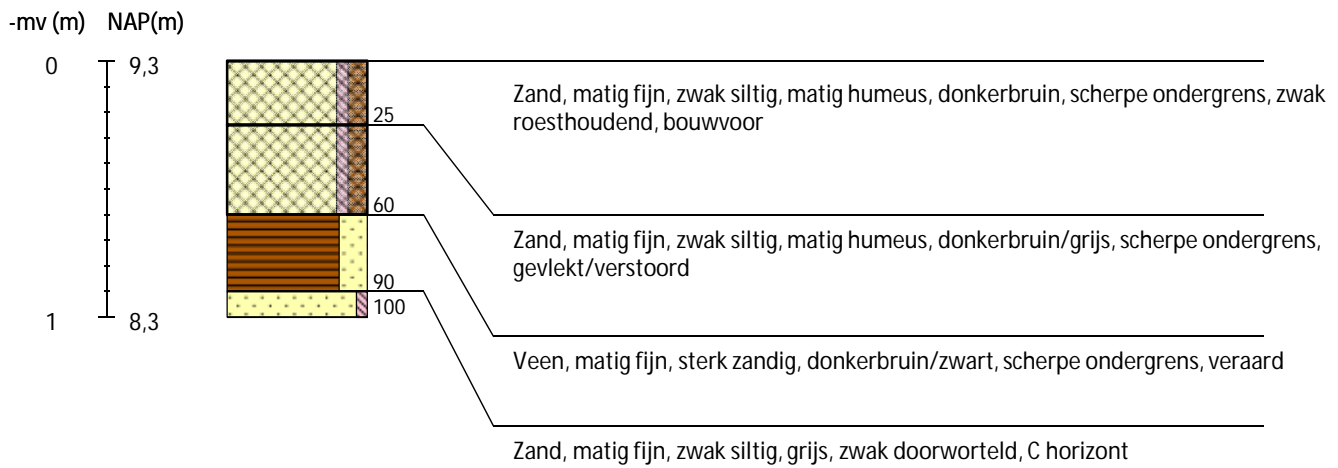 -mv (m) NAP(m)
0 9,3
Zand, matig fijn, zwak siltig, matig humeus, donkerbruin, scherpe ondergrens, zwak
roesthoudend, bouwvoor
25
60
Zand, matig fijn, zwak siltig, matig humeus, donkerbruin/grijs, scherpe ondergrens,
gevlekt/verstoord
90
100
1 8,3
Veen, matig fijn, sterk zandig, donkerbruin/zwart, scherpe ondergrens, veraard
Zand, matig fijn, zwak siltig, grijs, zwak doorworteld, C horizont